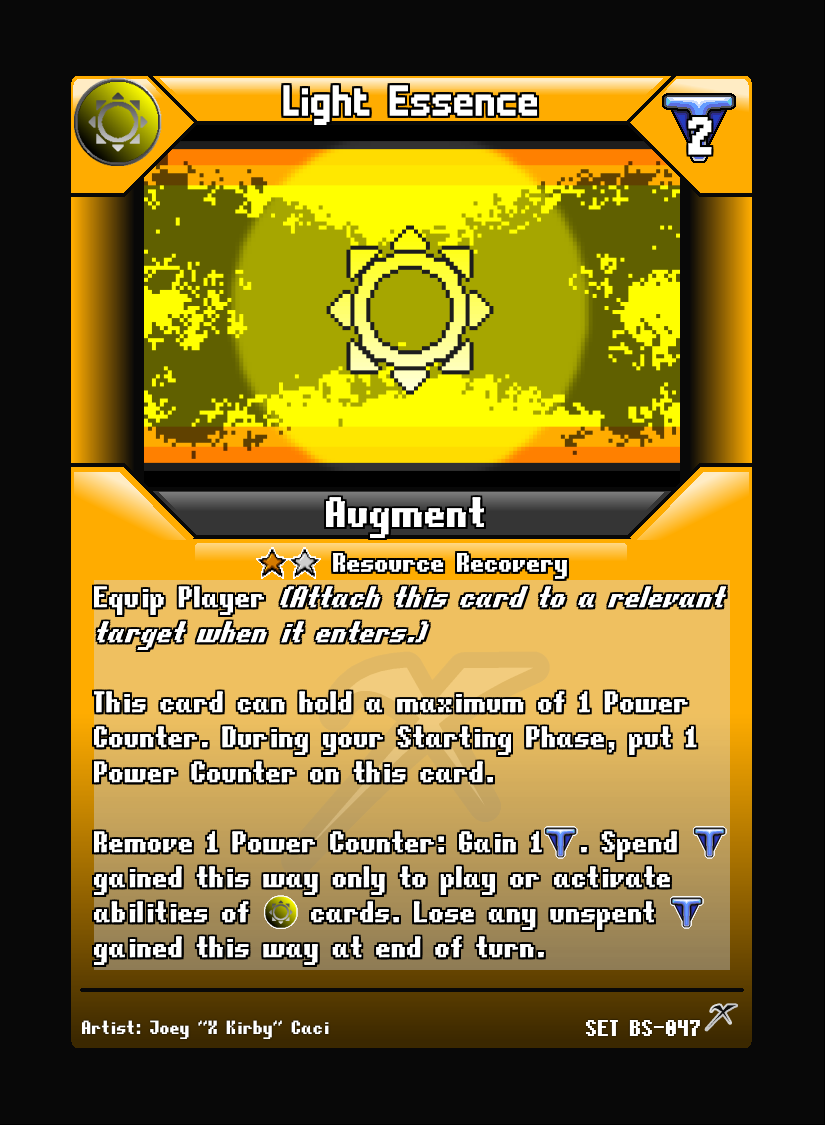 Light Essence
2
Augment
Resource Recovery
Equip Player (Attach this card to a relevant
target when it enters.)
This card can hold a maximum of 1 Power
Counter. During your Starting Phase, put 1
Power Counter on this card.
Remove 1 Power Counter: Gain 1. Spend
gained this way only to play or activate
abilities of cards. Lose any unspent
gained this way at end of turn.
Artist: Joey "X Kirby" Caci
SET BS-047